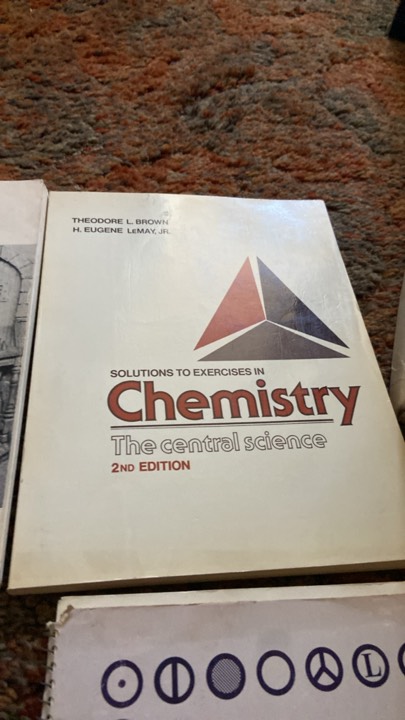 THEODORE L. BROWN
H. EUGENE LeMAY, JR.
SOLUTIONS TO EXERCISES IN
Chemistry
The central science
2ND EDITION
L